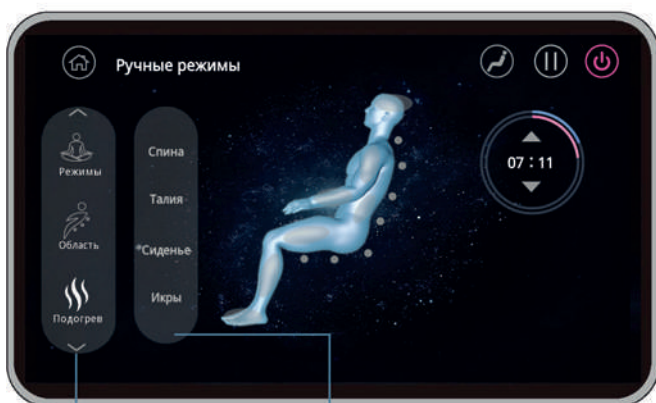 Ручные режимы
Режимы
Область
Подогрев
Спина
Талия
*Сиденье
Икры
07 : 11